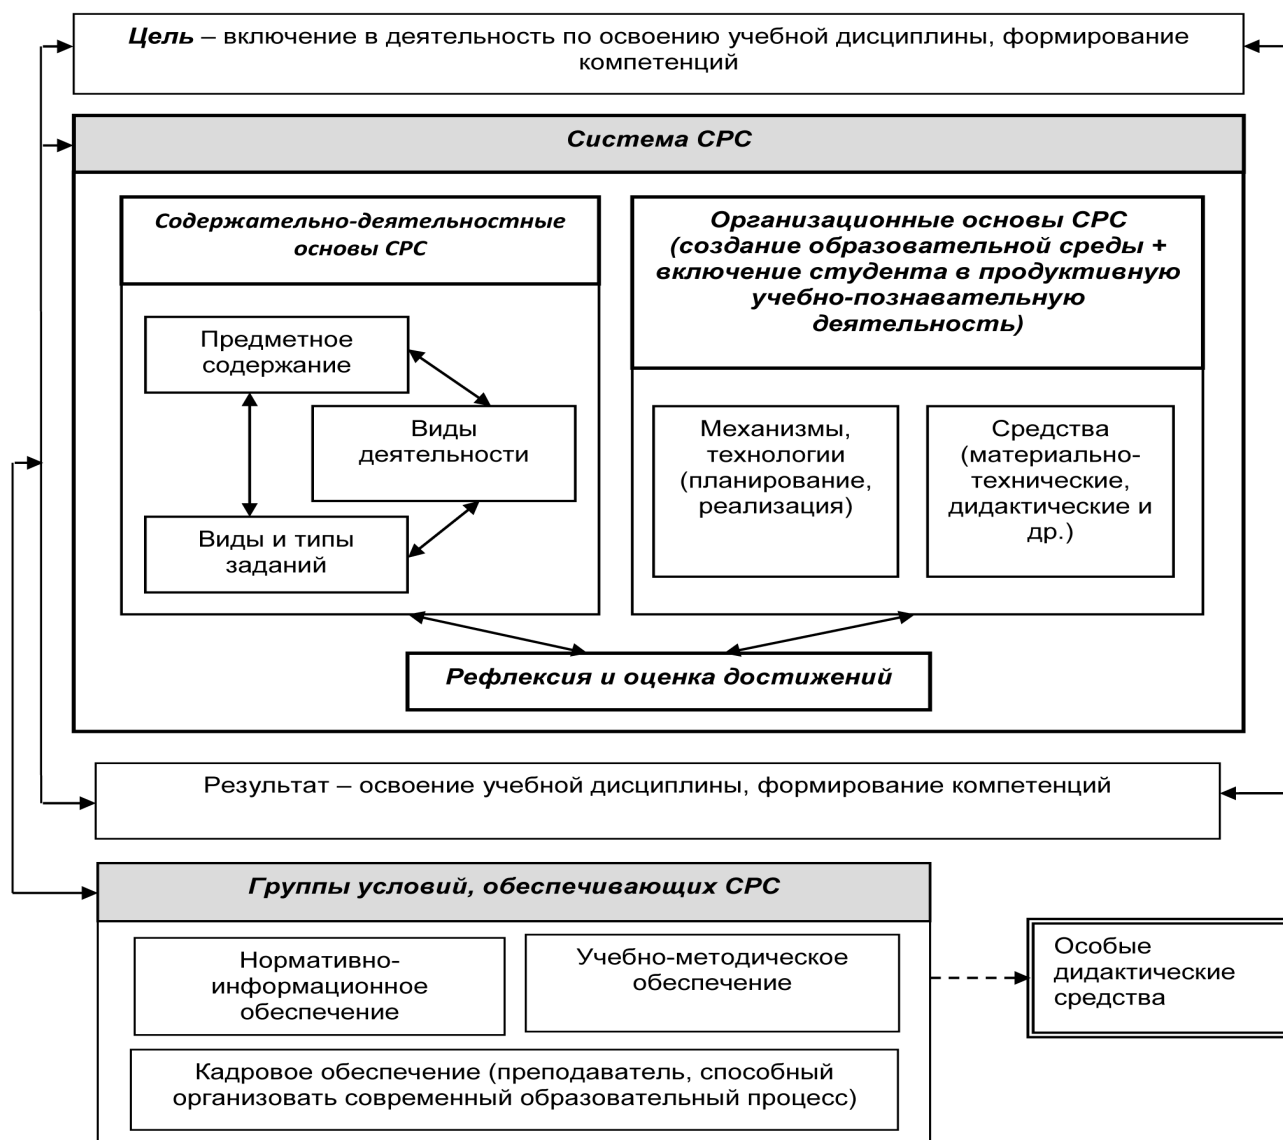 Цель – включение в деятельность по освоению учебной дисциплины, формирование
компетенций
Система СРС
Содержательно-деятельностные
основы СРС
Предметное
содержание
Виды
деятельности
Виды и типы
заданий
Организационные основы СРС
(создание образовательной среды +
включение студента в продуктивную
учебно-познавательную
деятельность)
Механизмы,
технологии
(планирование,
реализация)
Средства
(материально-
технические,
дидактические и
др.)
Рефлексия и оценка достижений
Результат – освоение учебной дисциплины, формирование компетенций
Группы условий, обеспечивающих СРС
Нормативно-
информационное
обеспечение
Учебно-методическое
обеспечение
Кадровое обеспечение (преподаватель, способный
организовать современный образовательный процесс)
Особые
дидактические
средства